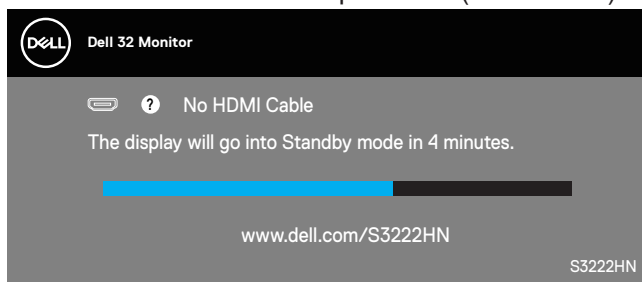 DELL
Dell 32 Monitor
? No HDMI Cable
The display will go into Standby mode in 4 minutes.
www.dell.com/S3222HN
S3222HN